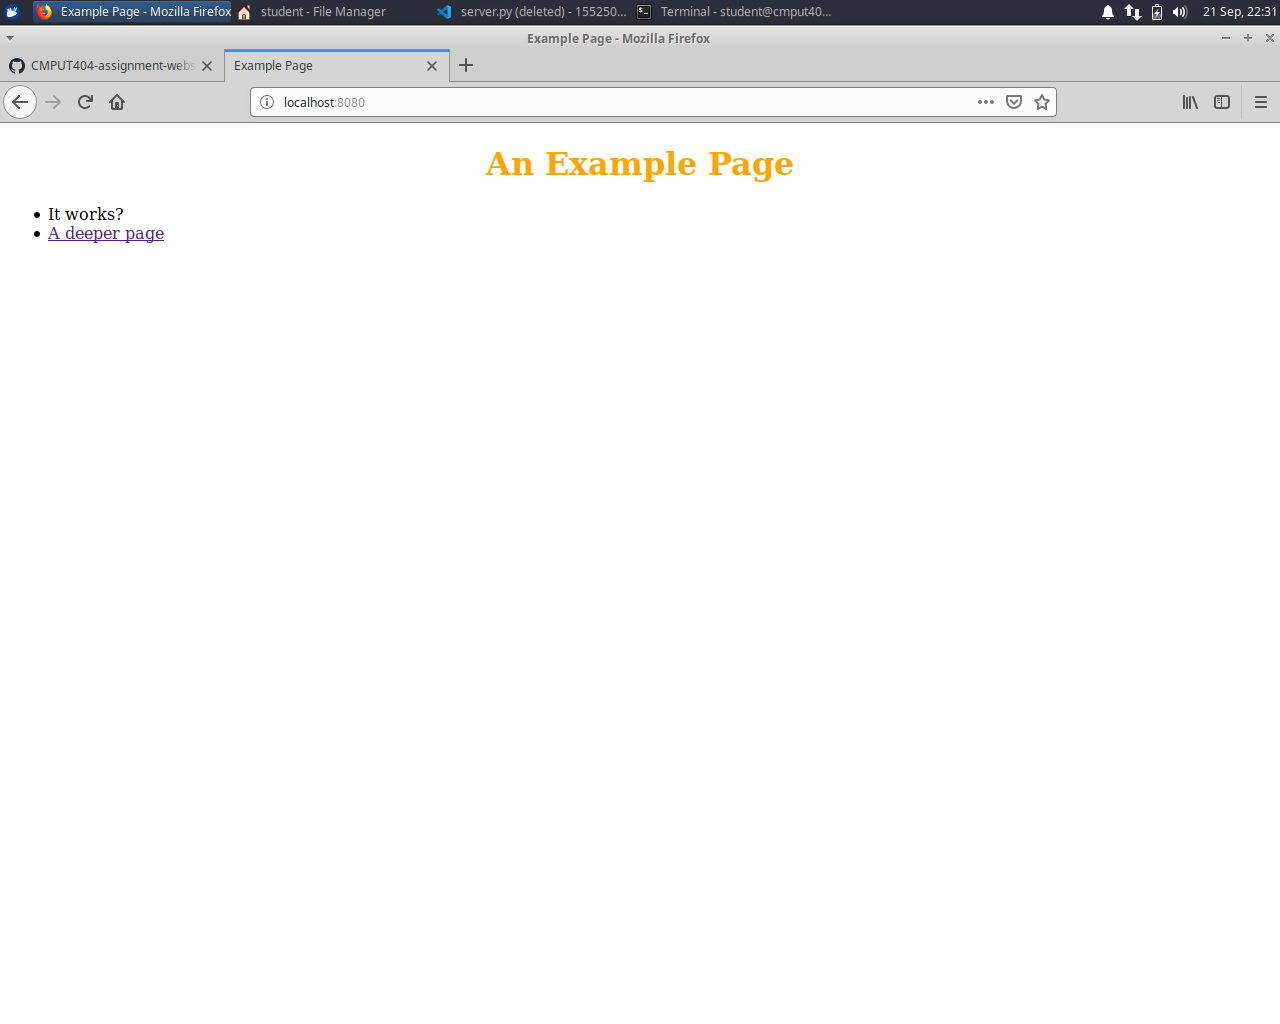 Example Page - Mozilla Firefox student - File Manager server.py (deleted) - 155250... Terminal - student@cmput40... 21 Sep, 22:31
Example Page - Mozilla Firefox
CMPUT404-assignment-webs Example Page
localhost:8080
An Example Page
It works?
A deeper page